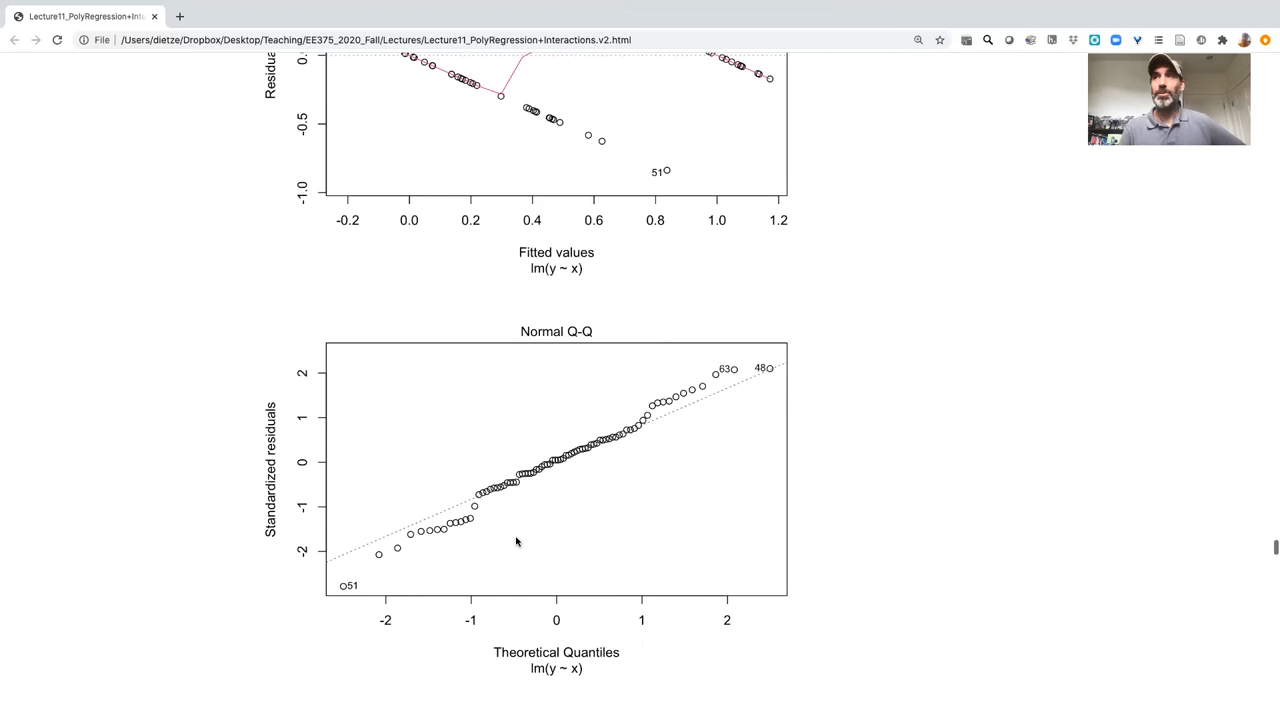 Lecture11_PolyRegression+Inte
File
/Users/dietze/Dropbox/Desktop/Teaching/EE375_2020_Fall/Lectures/Lecture11_PolyRegression+Interactions.v2.html
Residua
0.
-0.5
-1.0
51
-0.2 0.0 0.2 0.4 0.6 0.8 1.0 1.2
Fitted values
lm(y ~ x)
Normal Q-Q
Standardized residuals
2
1
0
-1
-2
63
48
51
-2 -1 0 1 2
Theoretical Quantiles
lm(y ~ x)